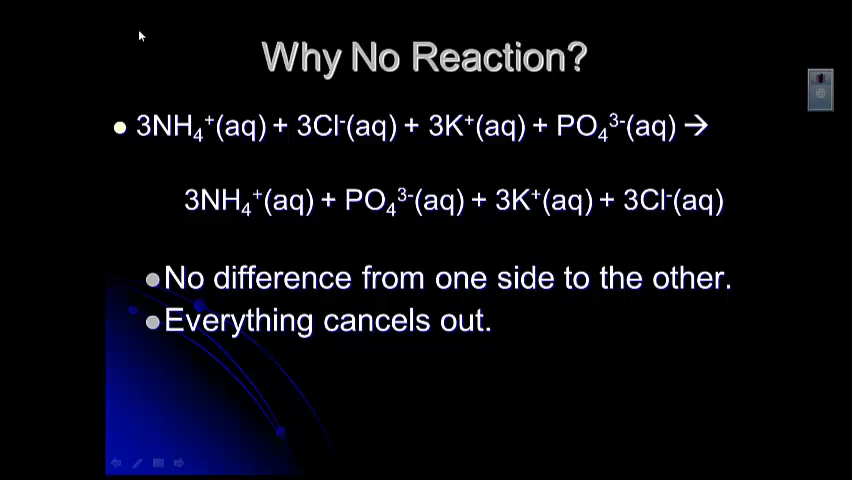 Why No Reaction?
3NH₄⁺(aq) + 3Cl⁻(aq) + 3K⁺(aq) + PO₄³⁻(aq) →
3NH₄⁺(aq) + PO₄³⁻(aq) + 3K⁺(aq) + 3Cl⁻(aq)
No difference from one side to the other.
Everything cancels out.